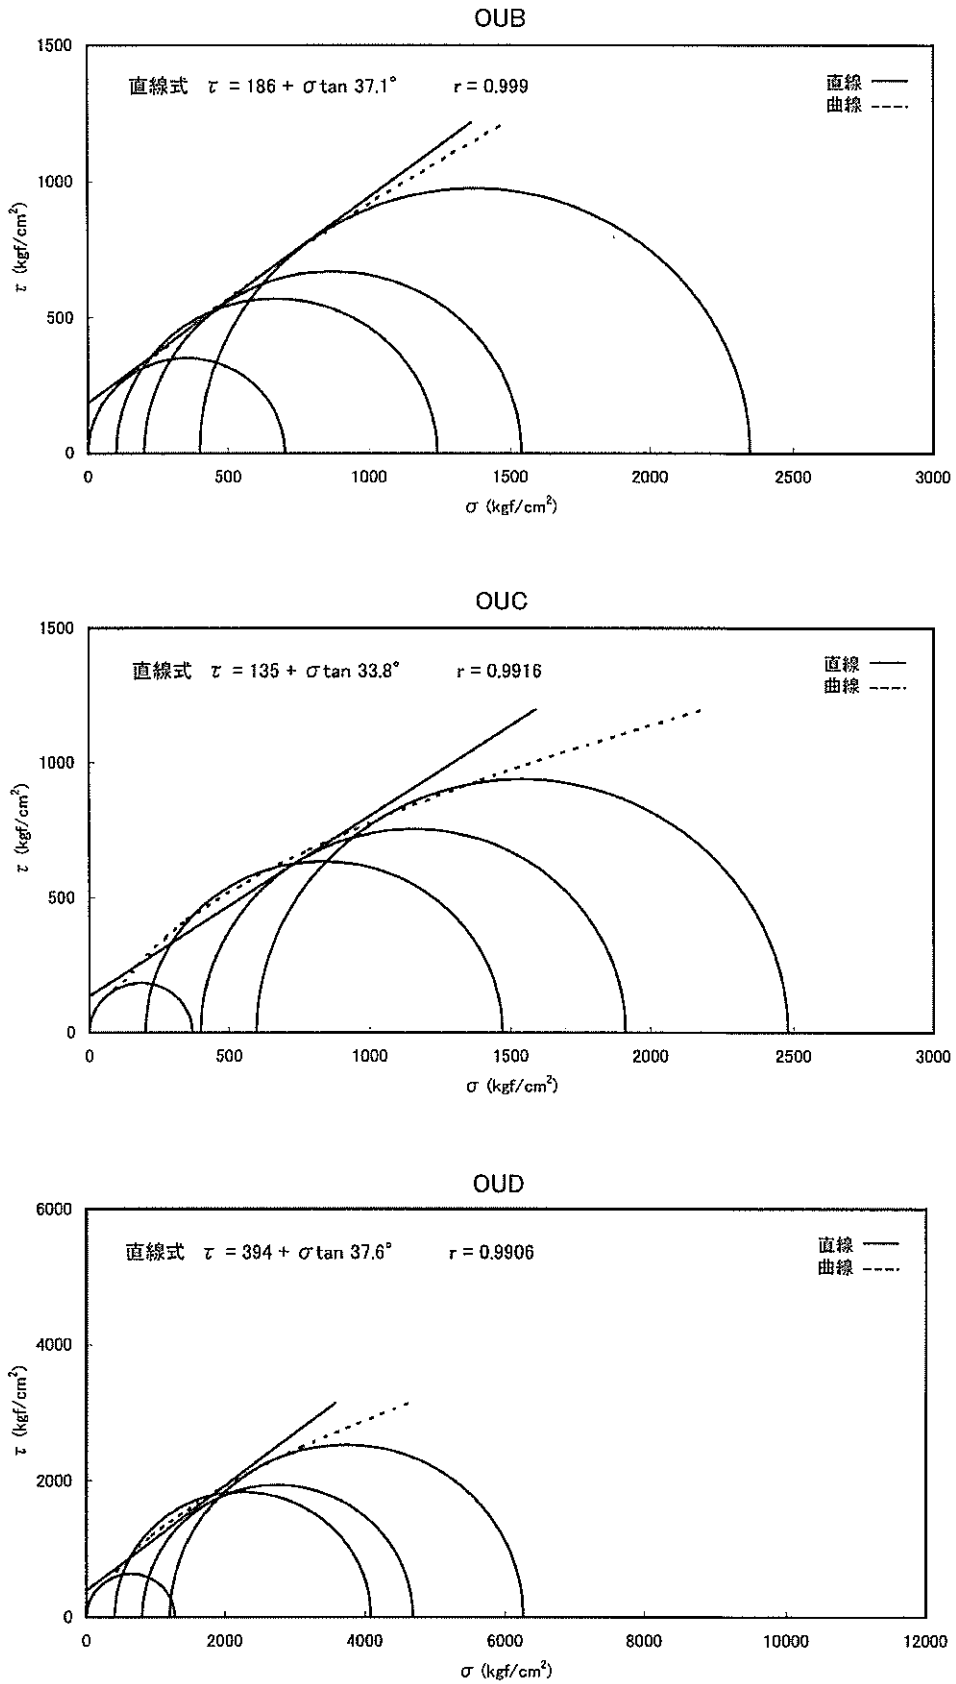 OUB
1500
直線式 τ = 186 + σ tan 37.1° r = 0.999
直線
曲線
1000
τ (kgf/cm²)
500
0
0 500 1000 1500 2000 2500 3000
σ (kgf/cm²)
OUC
1500
直線式 τ = 135 + σ tan 33.8° r = 0.9916
直線
曲線
1000
τ (kgf/cm²)
500
0
0 500 1000 1500 2000 2500 3000
σ (kgf/cm²)
OUD
6000
直線式 τ = 394 + σ tan 37.6° r = 0.9906
直線
曲線
4000
τ (kgf/cm²)
2000
0
0 2000 4000 6000 8000 10000 12000
σ (kgf/cm²)